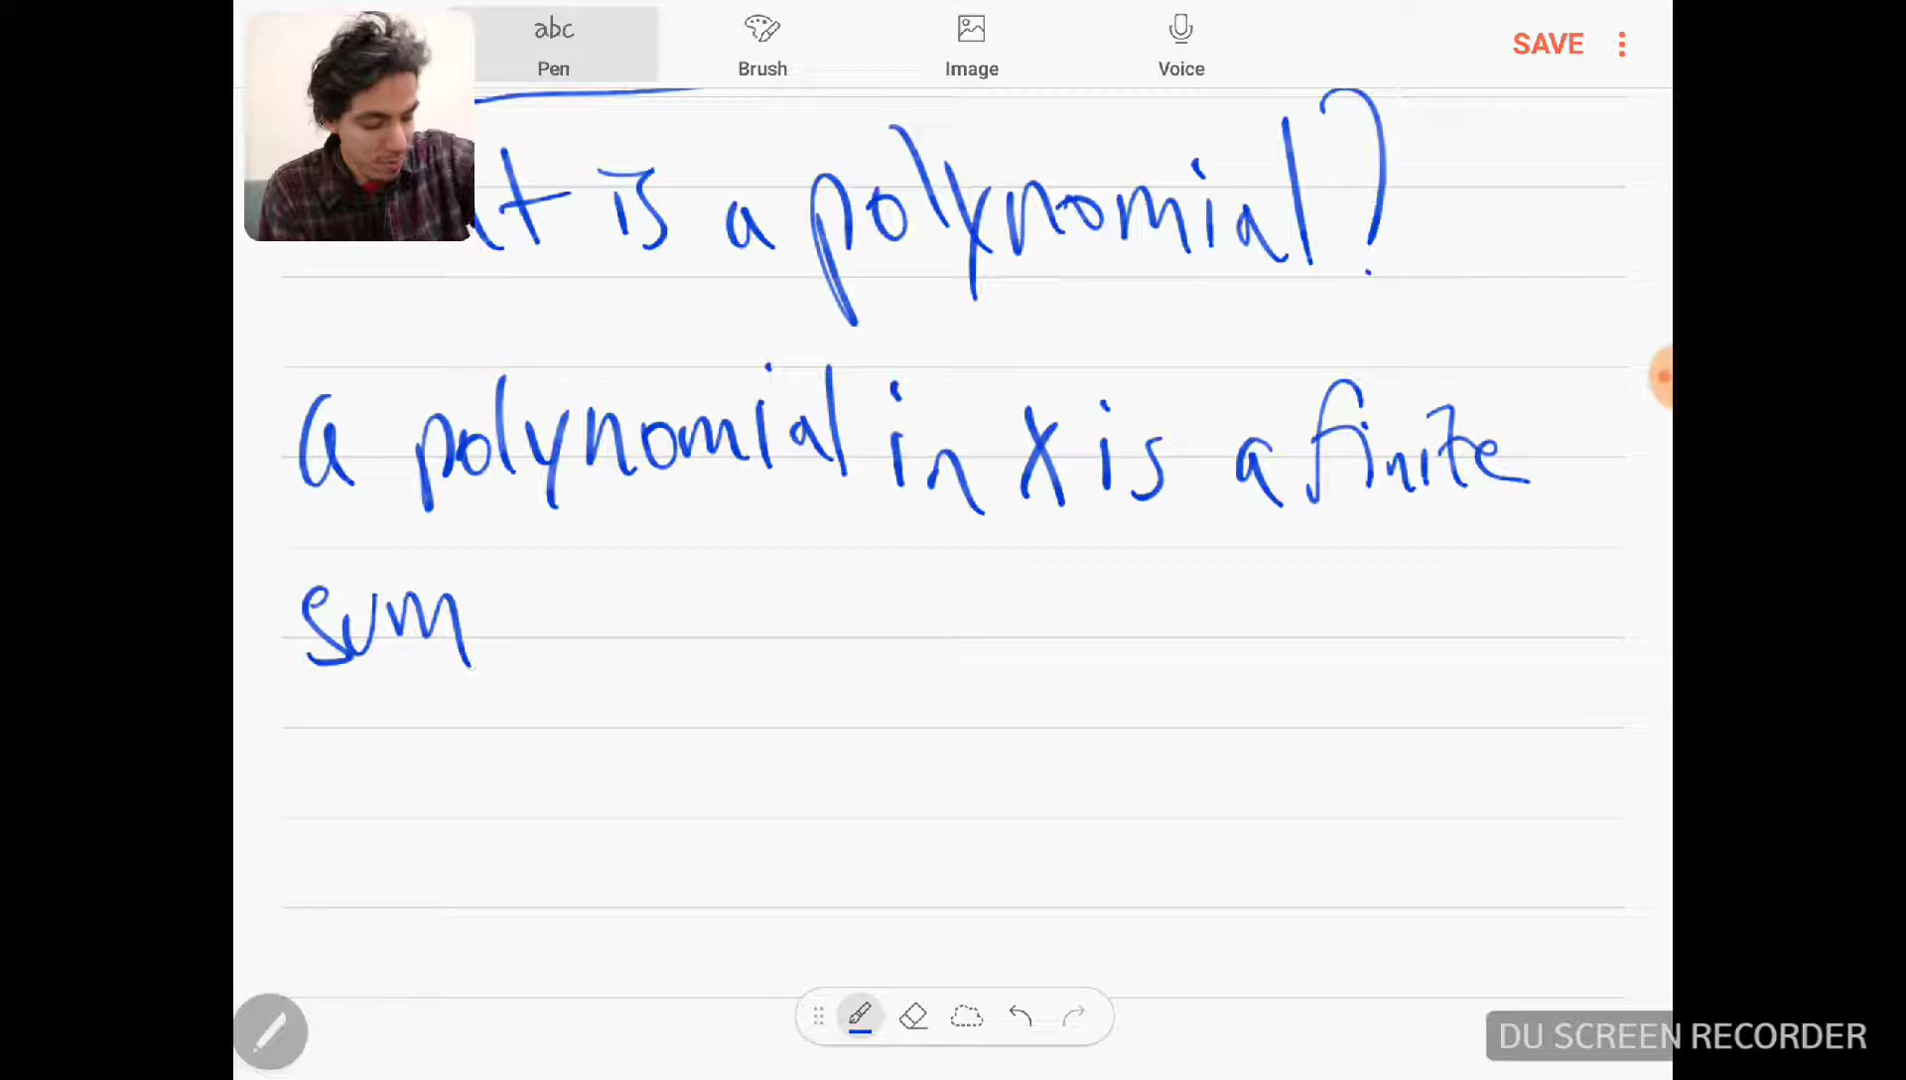 abc
Pen
Brush
Image
Voice
SAVE
is a polynomial?
a polynomial in x is a finite
sum
DU SCREEN RECORDER